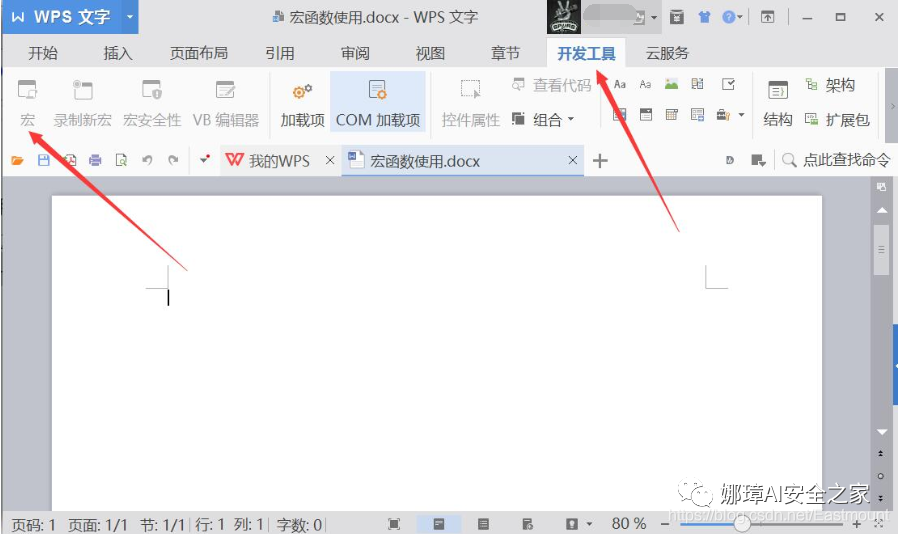 W WPS 文字 宏函数使用.docx - WPS 文字
开始 插入 页面布局 引用 审阅 视图 章节 开发工具 云服务
查看代码 Aa Aa 架构
宏 录制新宏 宏安全性 VB 编辑器 加载项 COM 加载项 控件属性 组合 结构 扩展包
我的WPS 宏函数使用.docx 点此查找命令
娜璋AI安全之家
https://blog.csdn.net/Eastmount
页码: 1 页面: 1/1 节: 1/1 行: 1 列: 1 字数: 0 80 %